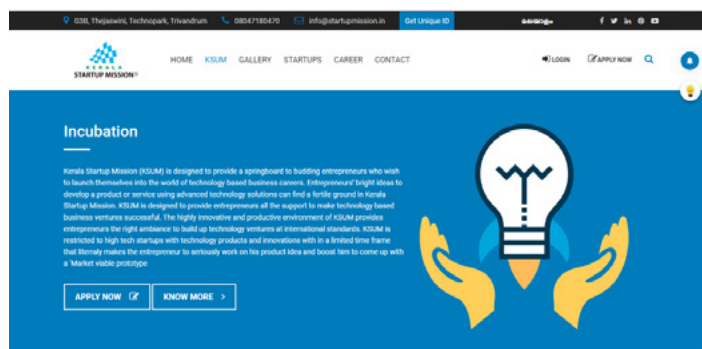 G3B, Thejaswini, Technopark, Trivandrum 08047180470 info@startupmission.in Get Unique ID മലയാളം
KERALA
STARTUP MISSION
HOME KSUM GALLERY STARTUPS CAREER CONTACT LOGIN APPLY NOW
Incubation
Kerala Startup Mission (KSUM) is designed to provide a springboard to budding entrepreneurs who wish
to launch themselves into the world of technology based business careers. Entrepreneurs' bright ideas to
develop a product or service using advanced technology solutions can find a fertile ground in Kerala
Startup Mission. KSUM is designed to provide entrepreneurs all the support to make technology based
business ventures successful. The highly innovative and productive environment of KSUM provides
entrepreneurs the right ambiance to build up technology ventures at international standards. KSUM is
restricted to high tech startups with technology products and innovations with in a limited time frame
that literraly makes the entrepreneur to seriously work on his product idea and boost him to come up with
a 'Market viable prototype
APPLY NOW KNOW MORE >